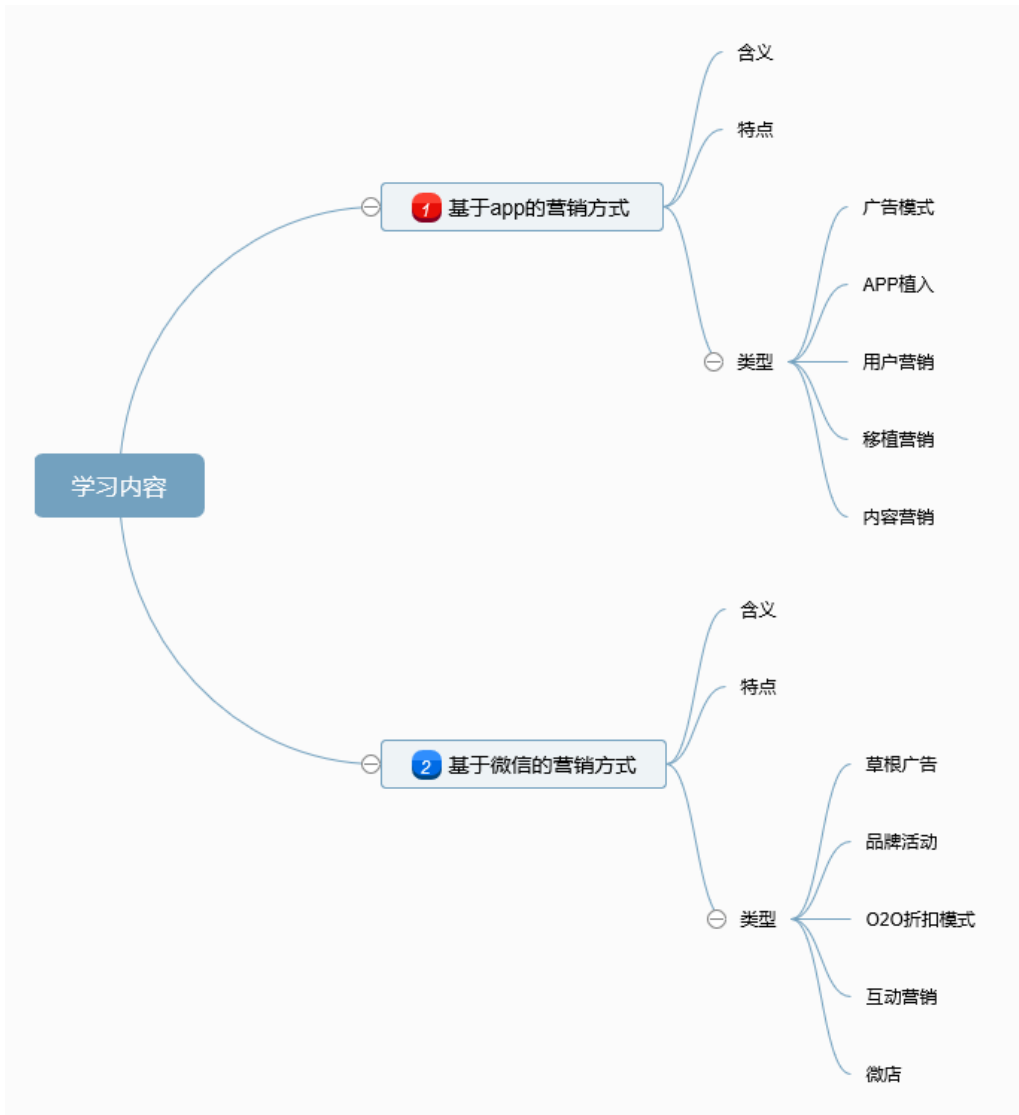 学习内容
1 基于app的营销方式
含义
特点
类型
广告模式
APP植入
用户营销
移植营销
内容营销
2 基于微信的营销方式
含义
特点
类型
草根广告
品牌活动
O2O折扣模式
互动营销
微店